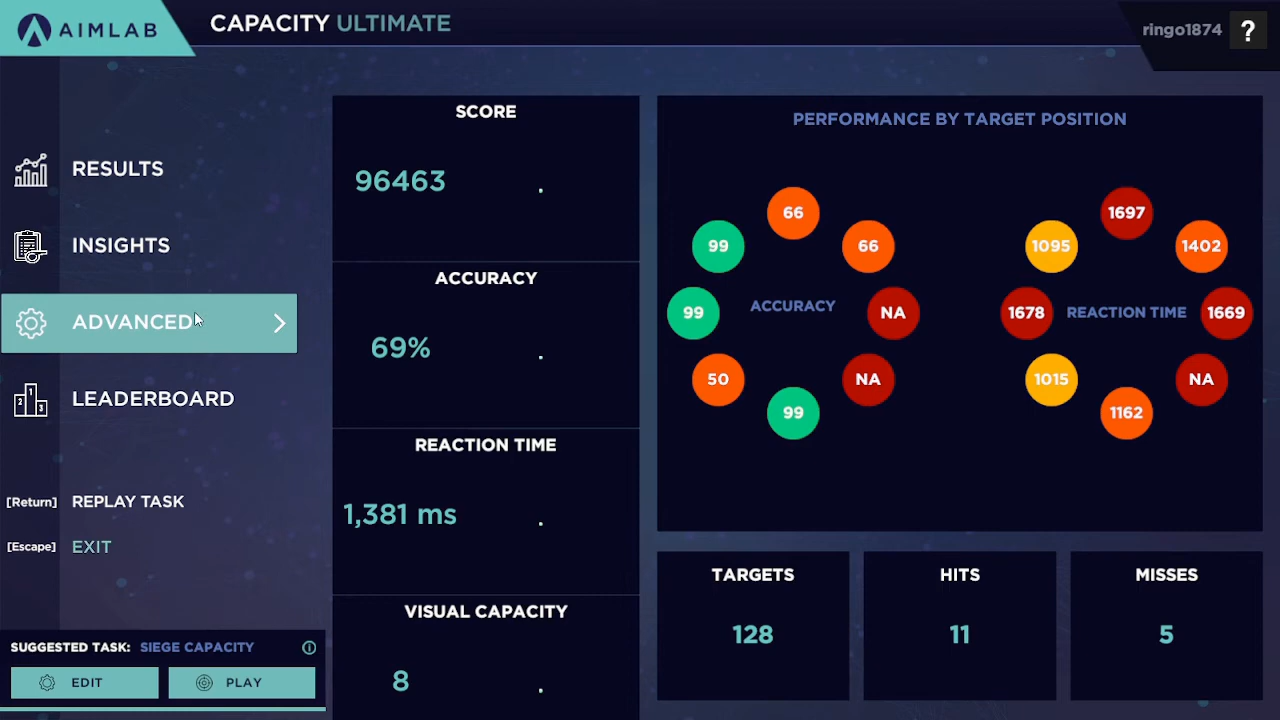 AIMLAB
CAPACITY ULTIMATE
ringo1874 ?
RESULTS
INSIGHTS
ADVANCED
LEADERBOARD
[Return] REPLAY TASK
[Escape] EXIT
SUGGESTED TASK: SIEGE CAPACITY
EDIT
PLAY
SCORE
96463 .
ACCURACY
69% .
REACTION TIME
1,381 ms .
VISUAL CAPACITY
8 .
PERFORMANCE BY TARGET POSITION
66
99 66
99 ACCURACY NA
50 NA
99
1697
1095 1402
1678 REACTION TIME 1669
1015 NA
1162
TARGETS
128
HITS
11
MISSES
5